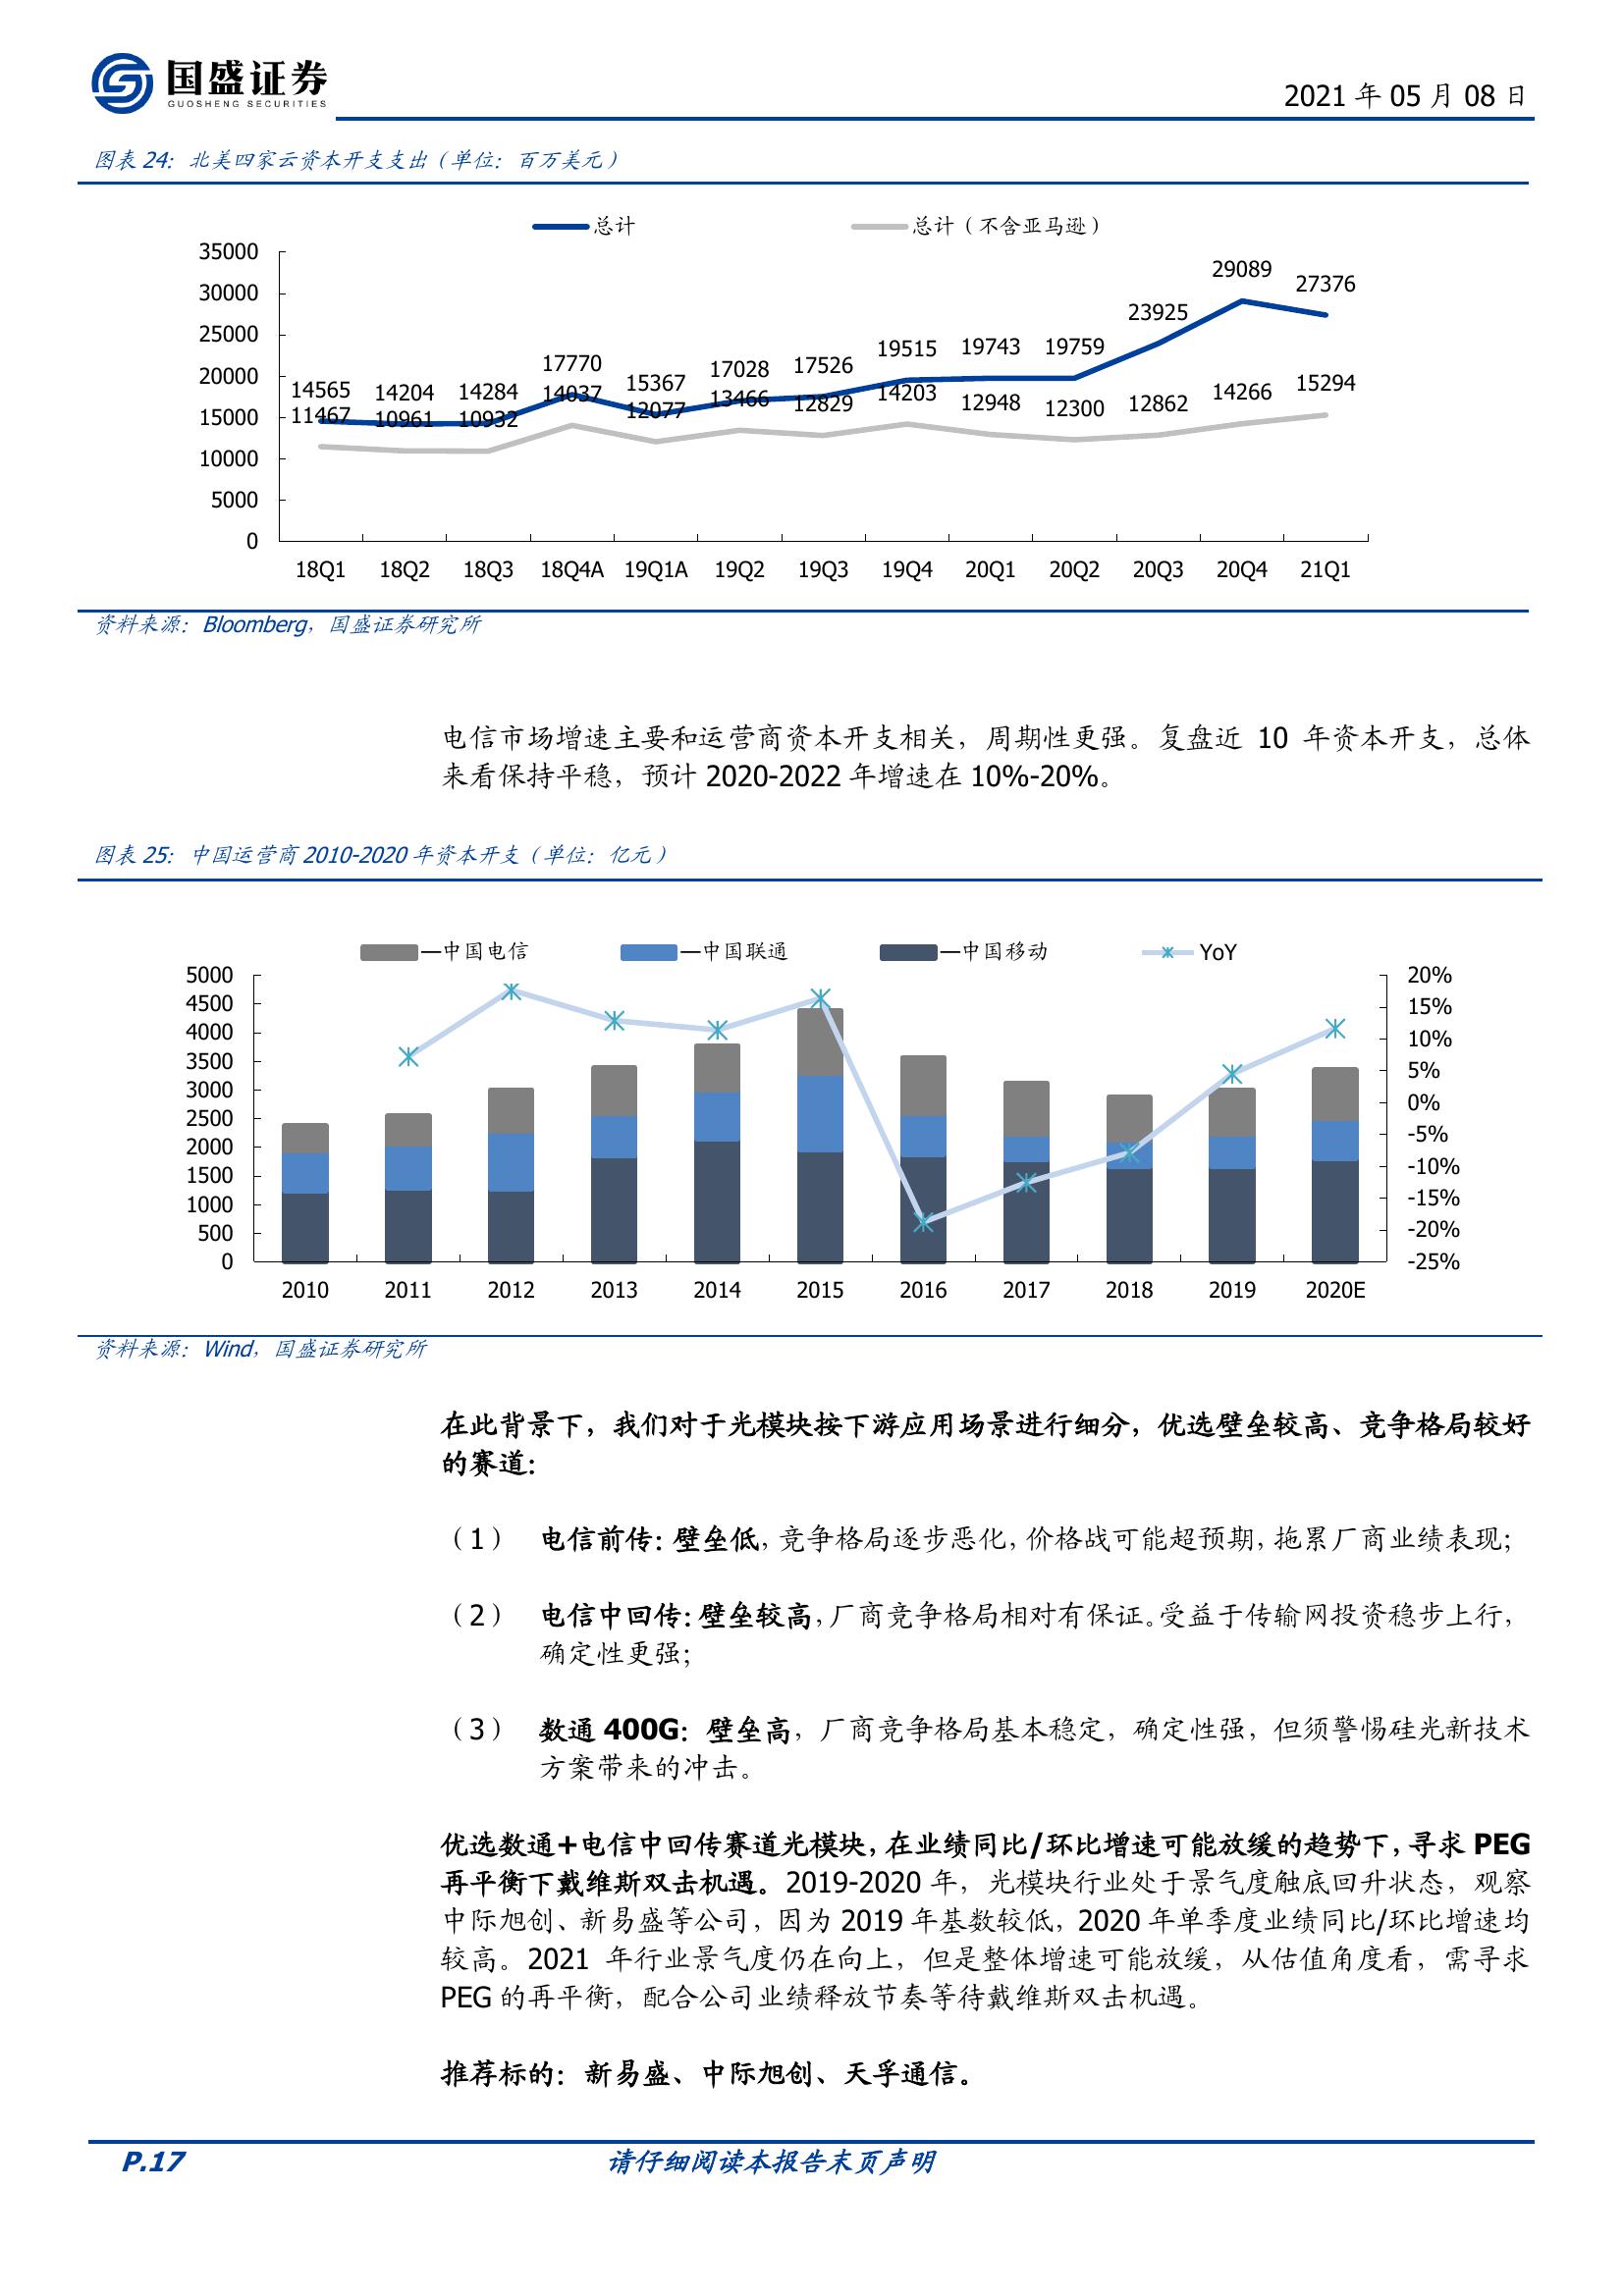 国盛证券
GUOSHENG SECURITIES
2021 年 05 月 08 日
图表 24：北美四家云资本开支支出（单位：百万美元）
总计 总计（不含亚马逊）
35000
30000
25000
20000
15000
10000
5000
0
14565 14204 14284 17770 15367 17028 17526 19515 19743 19759 23925 29089 27376
11467 10961 10932 14037 12077 13466 12829 14203 12948 12300 12862 14266 15294
18Q1 18Q2 18Q3 18Q4A 19Q1A 19Q2 19Q3 19Q4 20Q1 20Q2 20Q3 20Q4 21Q1
资料来源：Bloomberg，国盛证券研究所
电信市场增速主要和运营商资本开支相关，周期性更强。复盘近 10 年资本开支，总体
来看保持平稳，预计 2020-2022 年增速在 10%-20%。
图表 25：中国运营商 2010-2020 年资本开支（单位：亿元）
—中国电信 —中国联通 —中国移动 YoY
5000
4500
4000
3500
3000
2500
2000
1500
1000
500
0
20%
15%
10%
5%
0%
-5%
-10%
-15%
-20%
-25%
2010 2011 2012 2013 2014 2015 2016 2017 2018 2019 2020E
资料来源：Wind，国盛证券研究所
在此背景下，我们对于光模块按下游应用场景进行细分，优选壁垒较高、竞争格局较好
的赛道：
（1） 电信前传：壁垒低，竞争格局逐步恶化，价格战可能超预期，拖累厂商业绩表现；
（2） 电信中回传：壁垒较高，厂商竞争格局相对有保证。受益于传输网投资稳步上行，
确定性更强；
（3） 数通 400G：壁垒高，厂商竞争格局基本稳定，确定性强，但须警惕硅光新技术
方案带来的冲击。
优选数通+电信中回传赛道光模块，在业绩同比/环比增速可能放缓的趋势下，寻求 PEG
再平衡下戴维斯双击机遇。2019-2020 年，光模块行业处于景气度触底回升状态，观察
中际旭创、新易盛等公司，因为 2019 年基数较低，2020 年单季度业绩同比/环比增速均
较高。2021 年行业景气度仍在向上，但是整体增速可能放缓，从估值角度看，需寻求
PEG 的再平衡，配合公司业绩释放节奏等待戴维斯双击机遇。
推荐标的：新易盛、中际旭创、天孚通信。
P.17 请仔细阅读本报告末页声明